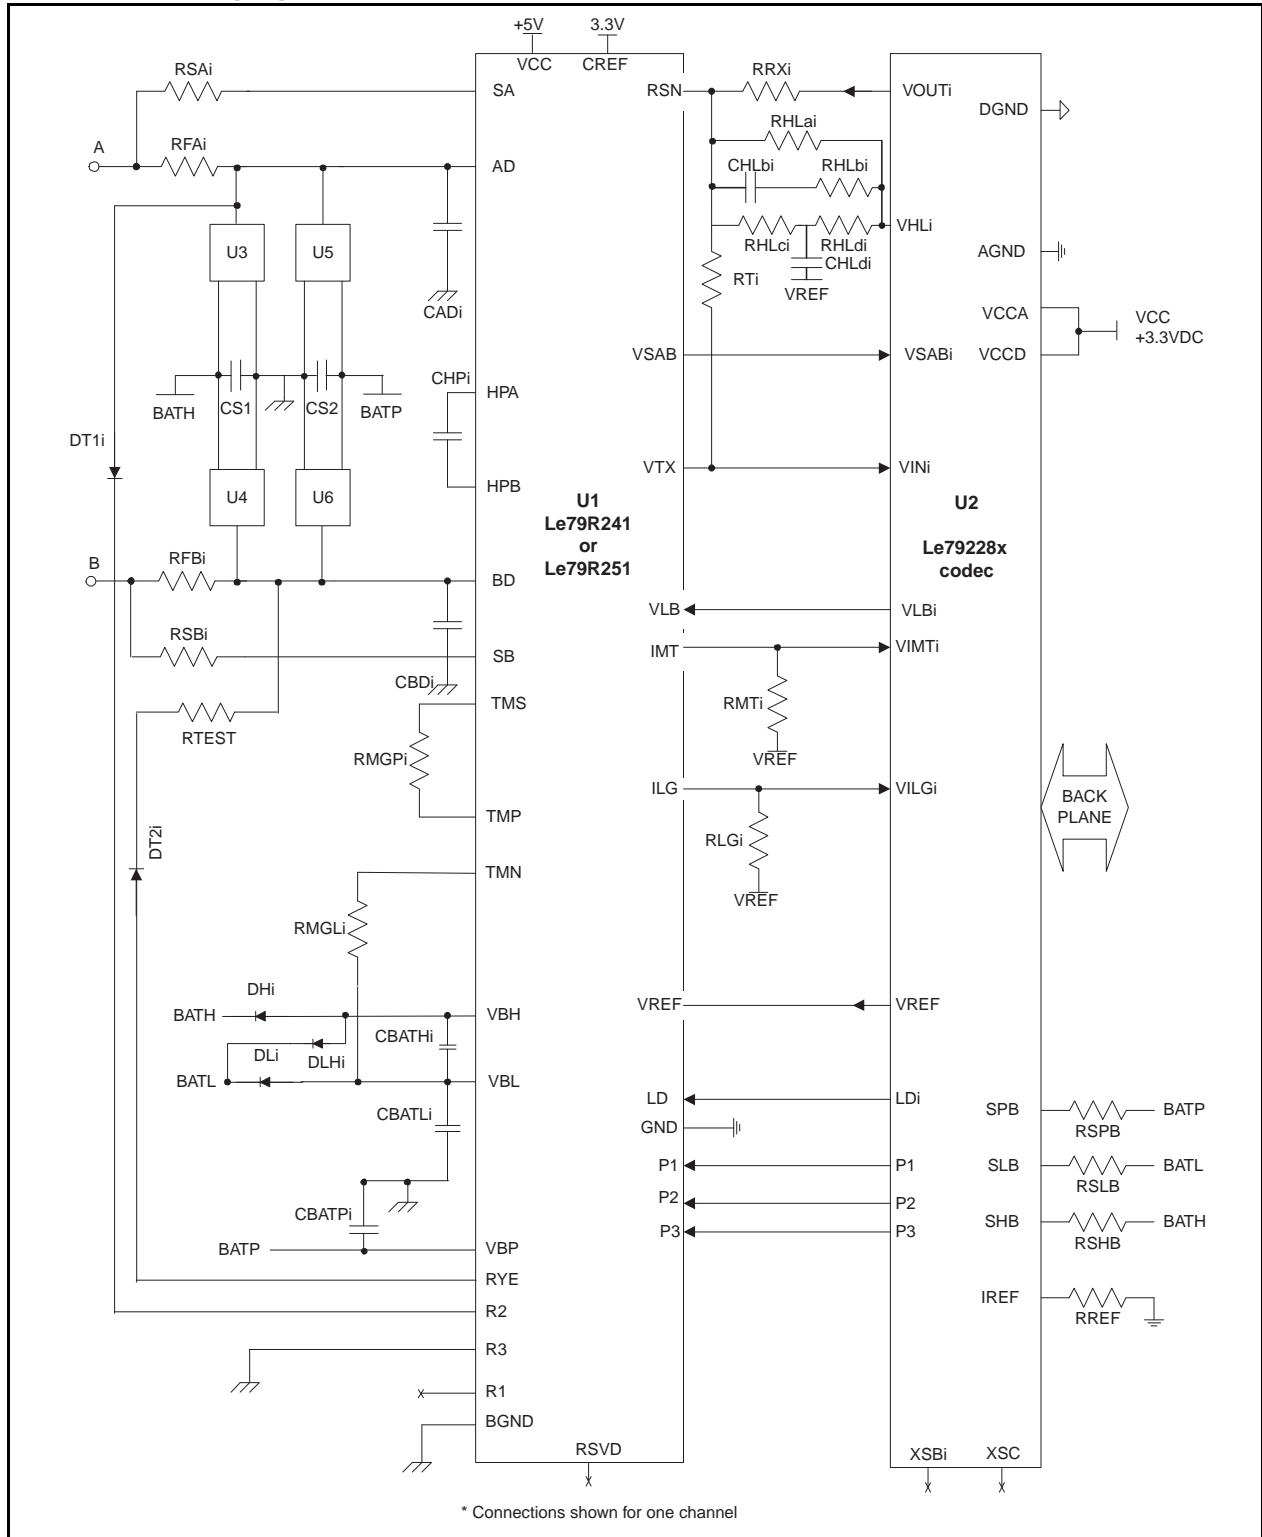 +5V
3.3V
VCC
CREF
RSAi
SA
RSN
RRXi
VOUTi
DGND
RHLai
A
RFAi
AD
CHLbi
RHLbi
VHLi
U3
U5
RHLci
RHLdi
AGND
RTi
CHLdi
VREF
CADi
VCCA
VCC
+3.3VDC
VSAB
VSABi
VCCD
CHPi
HPA
BATH
CS1
CS2
BATP
DT1i
VTX
VINi
HPB
U4
U6
U1
Le79R241
or
Le79R251
U2
Le79228x
codec
B
RFBi
BD
VLB
VLBi
RSBi
IMT
VIMTi
SB
CBDi
TMS
RMTi
RTEST
RMGPi
VREF
ILG
VILGi
BACK
PLANE
TMP
DT2i
RLGi
TMN
VREF
RMGLi
DHi
BATH
VBH
VREF
VREF
CBATHi
DLi
DLHi
BATL
VBL
LD
LDi
CBATLi
SPB
BATP
GND
RSPB
P1
P1
SLB
BATL
RSLB
P2
P2
CBATPi
SHB
BATH
P3
P3
RSHB
BATP
VBP
RYE
IREF
R2
RREF
R3
R1
BGND
RSVD
XSBi
XSC
* Connections shown for one channel